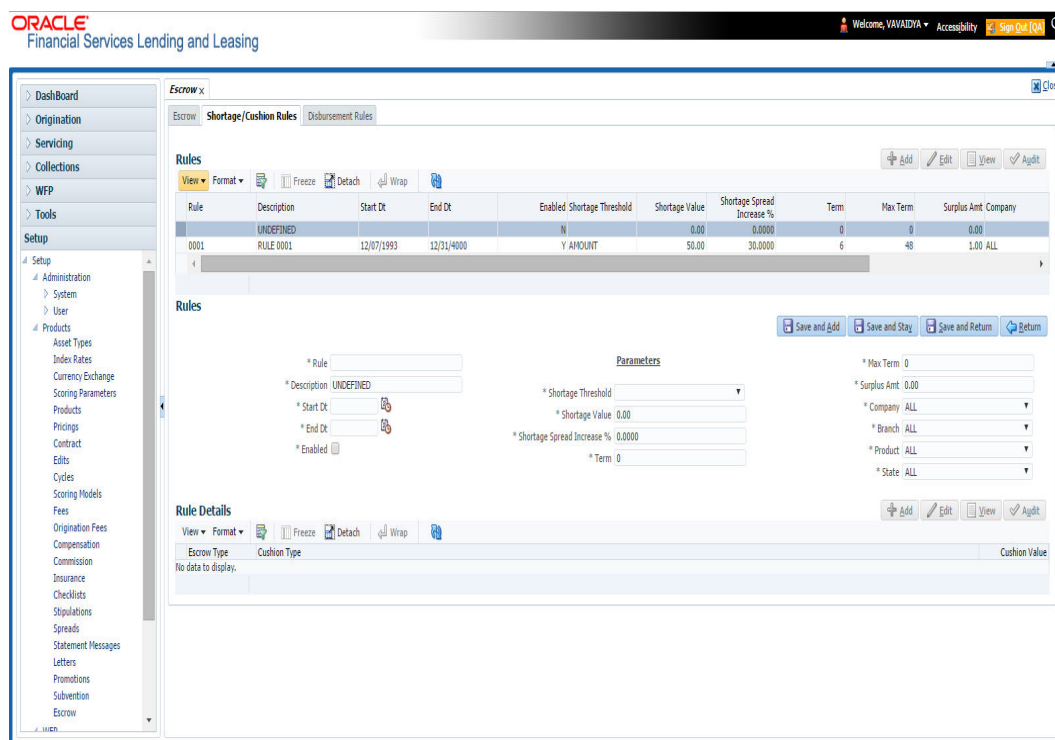 ORACLE
Financial Services Lending and Leasing
Welcome, VAVAIDYA Accessibility Sign Out [QA]
DashBoard
Origination
Servicing
Collections
WFP
Tools
Setup
Setup
Administration
System
User
Products
Asset Types
Index Rates
Currency Exchange
Scoring Parameters
Products
Pricings
Contract
Edits
Cycles
Scoring Models
Fees
Origination Fees
Compensation
Commission
Insurance
Checklists
Stipulations
Spreads
Statement Messages
Letters
Promotions
Subvention
Escrow
WFP
Escrow x
Clos
Escrow Shortage/Cushion Rules Disbursement Rules
Rules
Add Edit View Audit
View Format Freeze Detach Wrap
Rule Description Start Dt End Dt Enabled Shortage Threshold Shortage Value Shortage Spread Increase % Term Max Term Surplus Amt Company
UNDEFINED N 0.00 0.0000 0 0 0.00
0001 RULE 0001 12/07/1993 12/31/4000 Y AMOUNT 50.00 30.0000 6 48 1.00 ALL
Rules
Save and Add Save and Stay Save and Return Return
* Rule
* Description UNDEFINED
* Start Dt
* End Dt
* Enabled
Parameters
* Shortage Threshold
* Shortage Value 0.00
* Shortage Spread Increase % 0.0000
* Term 0
* Max Term 0
* Surplus Amt 0.00
* Company ALL
* Branch ALL
* Product ALL
* State ALL
Rule Details
Add Edit View Audit
View Format Freeze Detach Wrap
Escrow Type Cushion Type Cushion Value
No data to display.